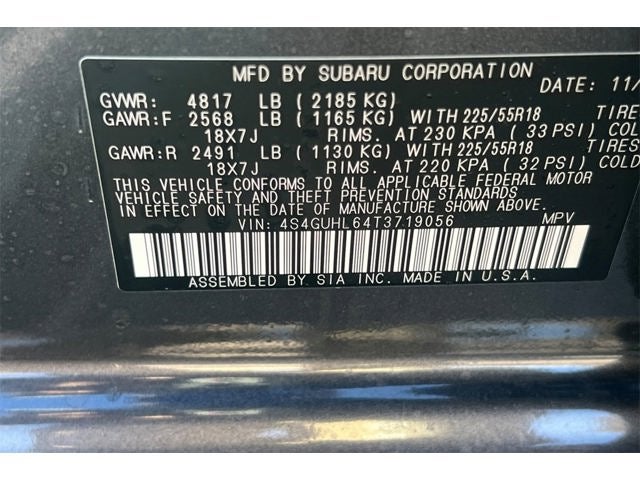 MFD BY SUBARU CORPORATION
DATE: 11/
GVWR: 4817 LB ( 2185 KG)
GAWR:F 2568 LB ( 1165 KG) WITH 225/55R18 TIRE
18X7J RIMS. AT 230 KPA ( 33 PSI) COL
GAWR:R 2491 LB ( 1130 KG) WITH 225/55R18 TIRES
18X7J RIMS. AT 220 KPA ( 32 PSI) COLD
THIS VEHICLE CONFORMS TO ALL APPLICABLE FEDERAL MOTOR
VEHICLE SAFETY AND THEFT PREVENTION STANDARDS
IN EFFECT ON THE DATE OF MANUFACTURE SHOWN ABOVE.
VIN: 4S4GUHL64T3719056 MPV
ASSEMBLED BY SIA INC. MADE IN U.S.A.